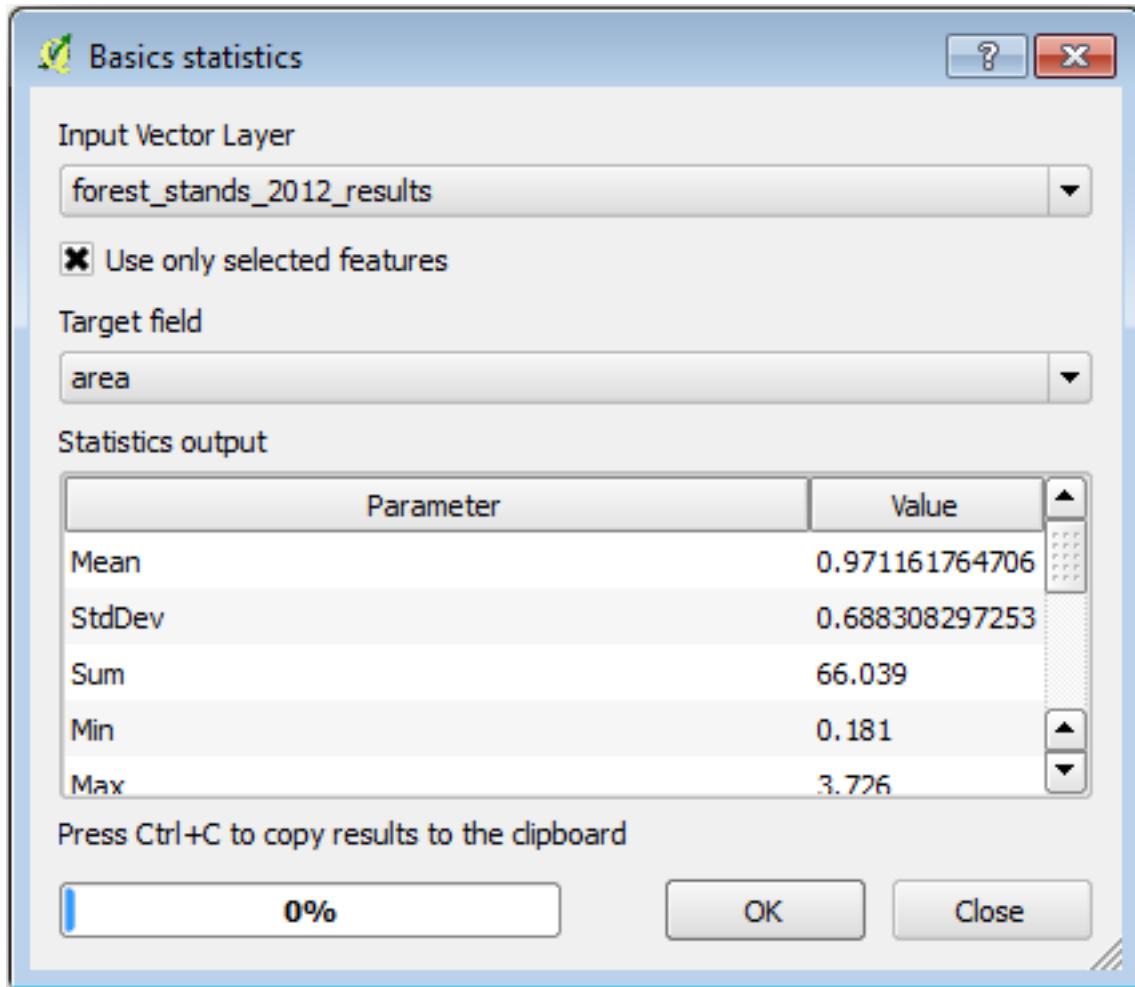 Basics statistics
Input Vector Layer
forest_stands_2012_results
Use only selected features
Target field
area
Statistics output
Parameter Value
Mean 0.971161764706
StdDev 0.688308297253
Sum 66.039
Min 0.181
Max 3.726
Press Ctrl+C to copy results to the clipboard
0% OK Close